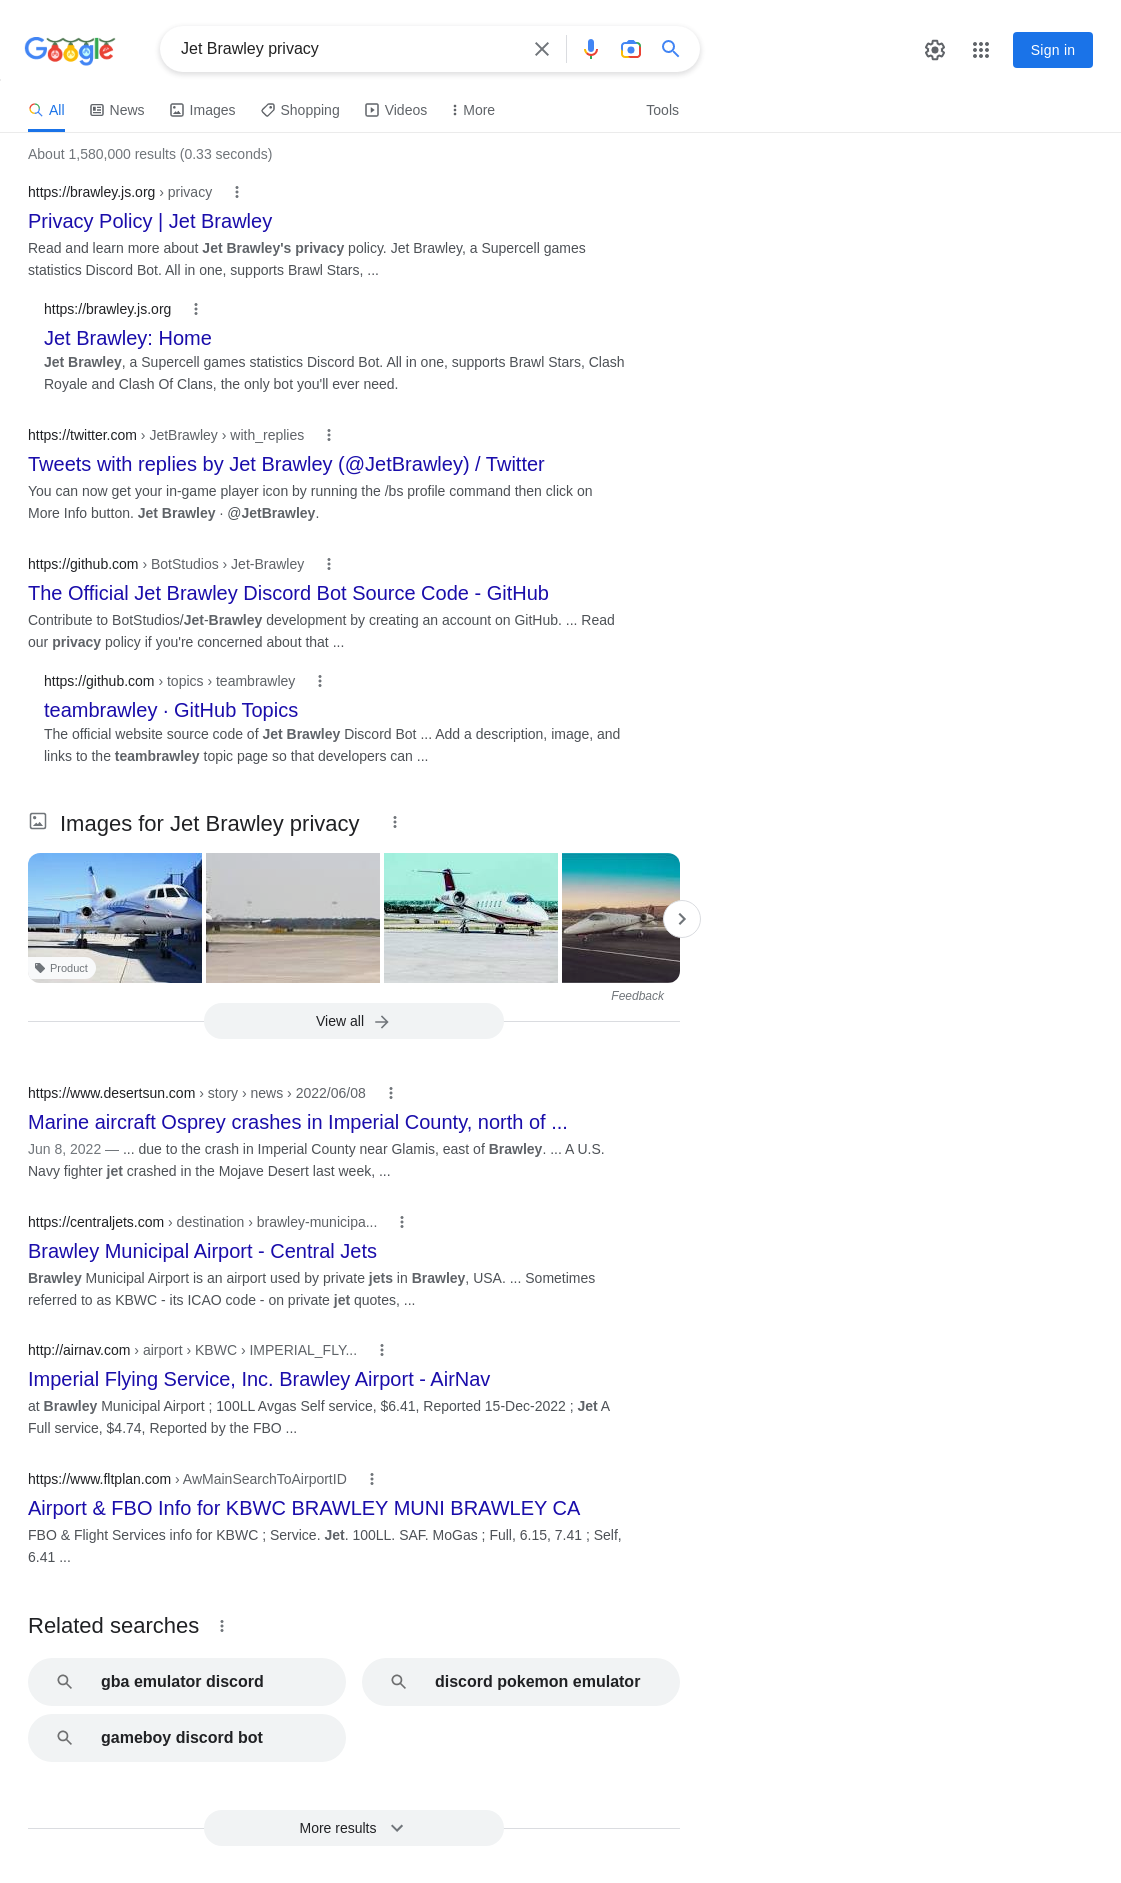 Google
Jet Brawley privacy
Sign in
All News Images Shopping Videos More Tools
About 1,580,000 results (0.33 seconds)
https://brawley.js.org › privacy
Privacy Policy | Jet Brawley
Read and learn more about Jet Brawley's privacy policy. Jet Brawley, a Supercell games
statistics Discord Bot. All in one, supports Brawl Stars, ...
https://brawley.js.org
Jet Brawley: Home
Jet Brawley, a Supercell games statistics Discord Bot. All in one, supports Brawl Stars, Clash
Royale and Clash Of Clans, the only bot you'll ever need.
https://twitter.com › JetBrawley › with_replies
Tweets with replies by Jet Brawley (@JetBrawley) / Twitter
You can now get your in-game player icon by running the /bs profile command then click on
More Info button. Jet Brawley · @JetBrawley.
https://github.com › BotStudios › Jet-Brawley
The Official Jet Brawley Discord Bot Source Code - GitHub
Contribute to BotStudios/Jet-Brawley development by creating an account on GitHub. ... Read
our privacy policy if you're concerned about that ...
https://github.com › topics › teambrawley
teambrawley · GitHub Topics
The official website source code of Jet Brawley Discord Bot ... Add a description, image, and
links to the teambrawley topic page so that developers can ...
Images for Jet Brawley privacy
Product
Feedback
View all
https://www.desertsun.com › story › news › 2022/06/08
Marine aircraft Osprey crashes in Imperial County, north of ...
Jun 8, 2022 — ... due to the crash in Imperial County near Glamis, east of Brawley. ... A U.S.
Navy fighter jet crashed in the Mojave Desert last week, ...
https://centraljets.com › destination › brawley-municipa...
Brawley Municipal Airport - Central Jets
Brawley Municipal Airport is an airport used by private jets in Brawley, USA. ... Sometimes
referred to as KBWC - its ICAO code - on private jet quotes, ...
http://airnav.com › airport › KBWC › IMPERIAL_FLY...
Imperial Flying Service, Inc. Brawley Airport - AirNav
at Brawley Municipal Airport ; 100LL Avgas Self service, $6.41, Reported 15-Dec-2022 ; Jet A
Full service, $4.74, Reported by the FBO ...
https://www.fltplan.com › AwMainSearchToAirportID
Airport & FBO Info for KBWC BRAWLEY MUNI BRAWLEY CA
FBO & Flight Services info for KBWC ; Service. Jet. 100LL. SAF. MoGas ; Full, 6.15, 7.41 ; Self,
6.41 ...
Related searches
gba emulator discord
discord pokemon emulator
gameboy discord bot
More results